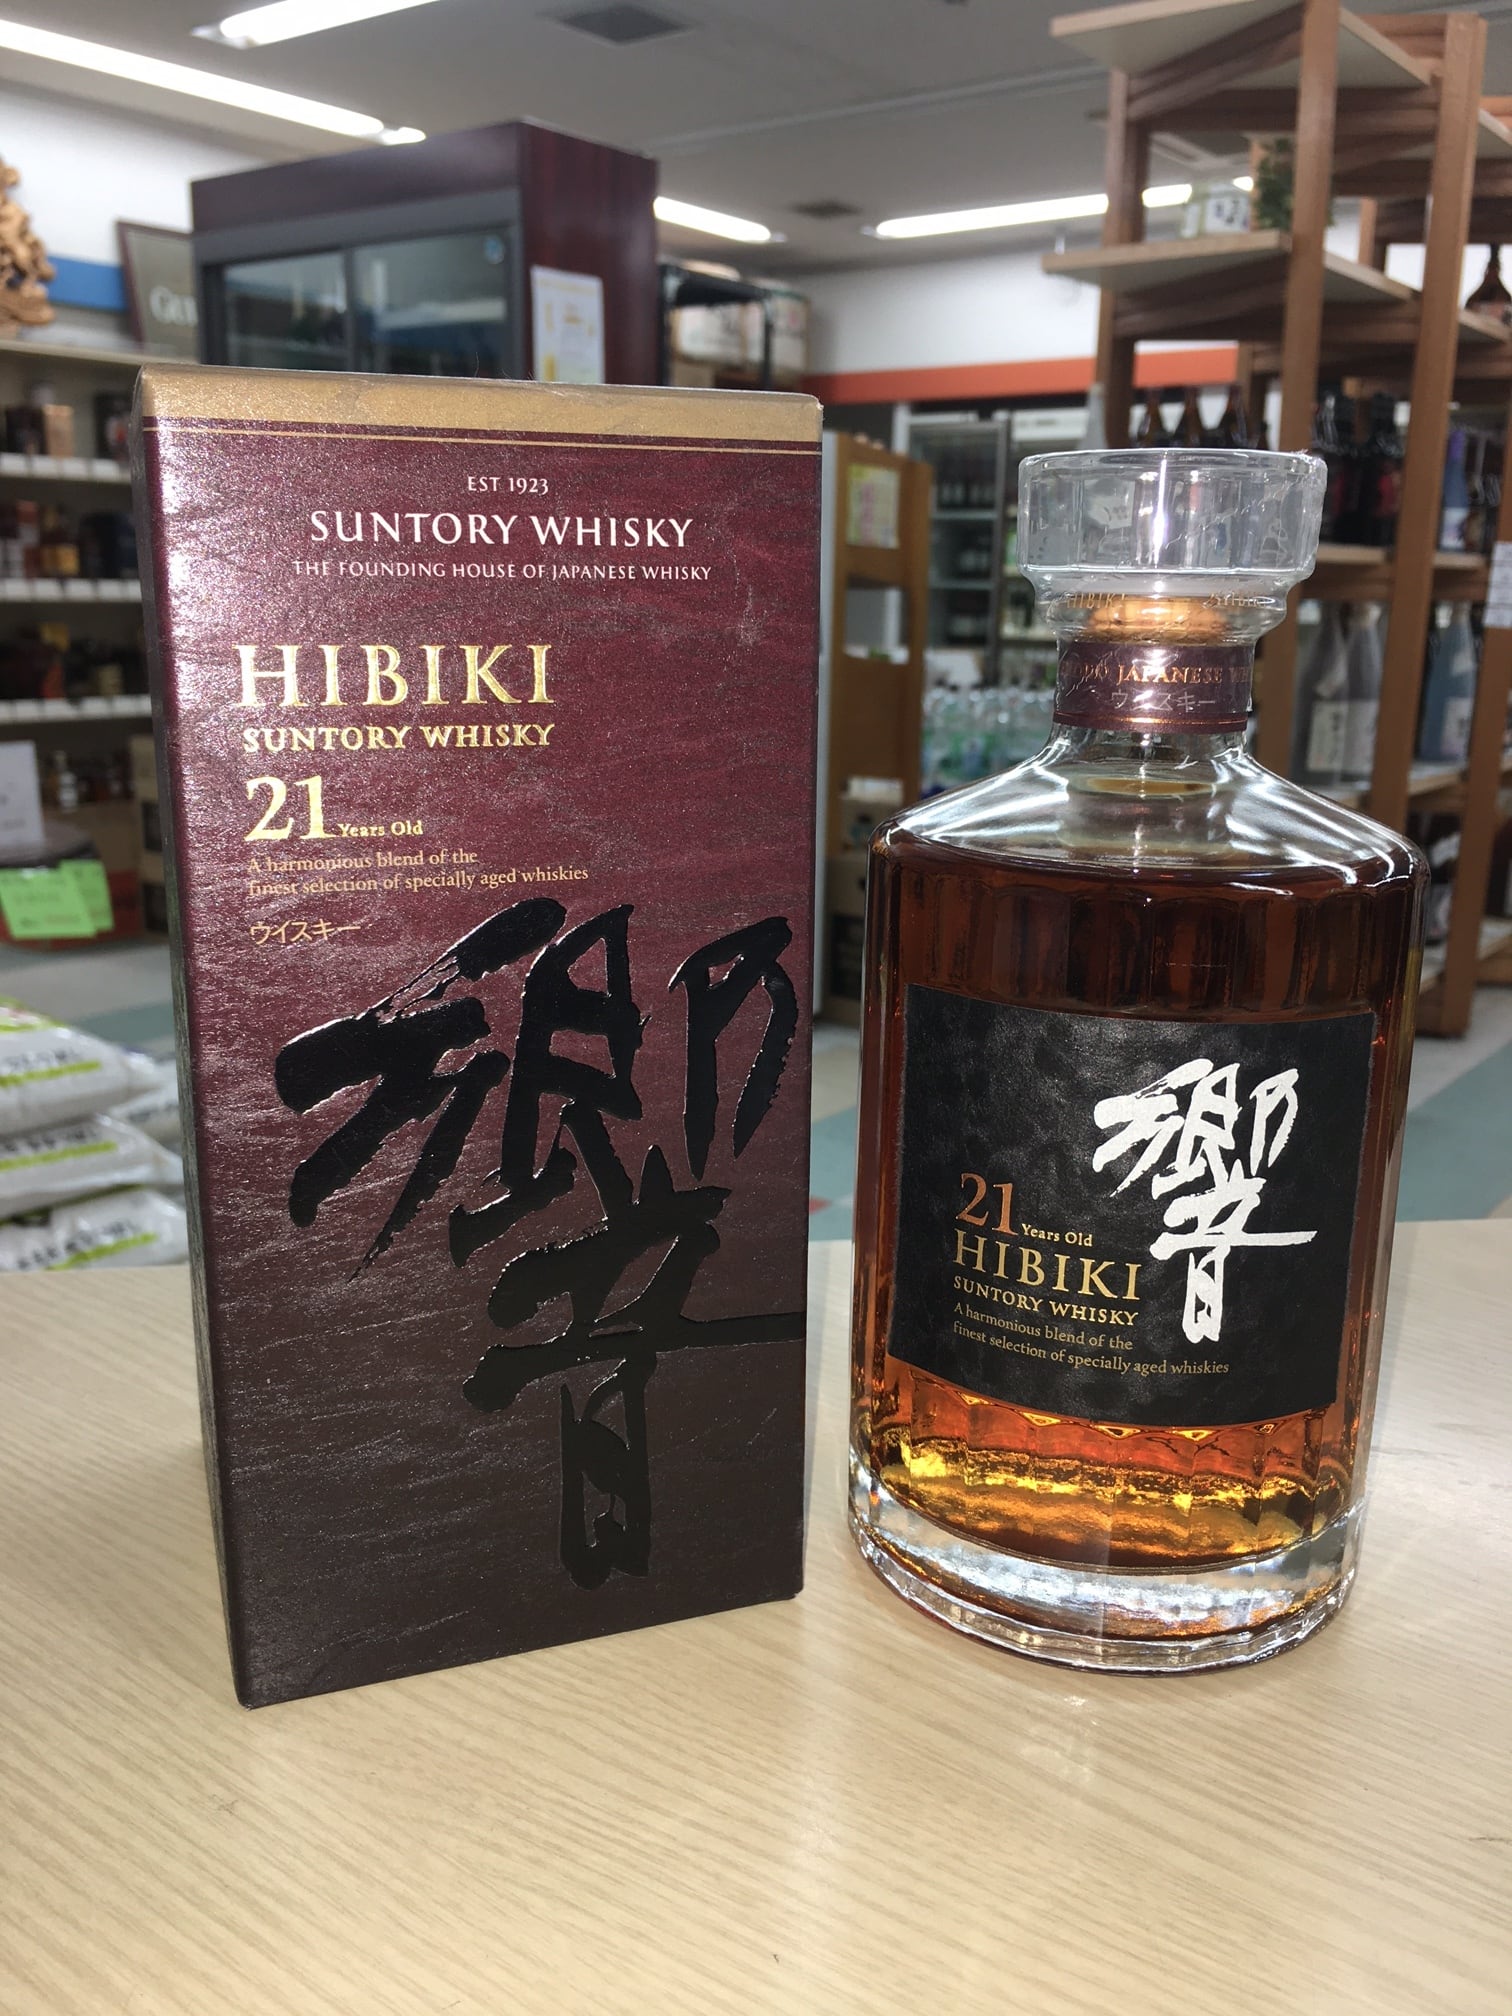 EST 1923
SUNTORY WHISKY
THE FOUNDING HOUSE OF JAPANESE WHISKY
HIBIKI
SUNTORY WHISKY
21 Years Old
A harmonious blend of the
finest selection of specially aged whiskies
ウイスキー
響
HIBIKI
JAPANESE
ウイスキー
響
21 Years Old
HIBIKI
SUNTORY WHISKY
A harmonious blend of the
finest selection of specially aged whiskies